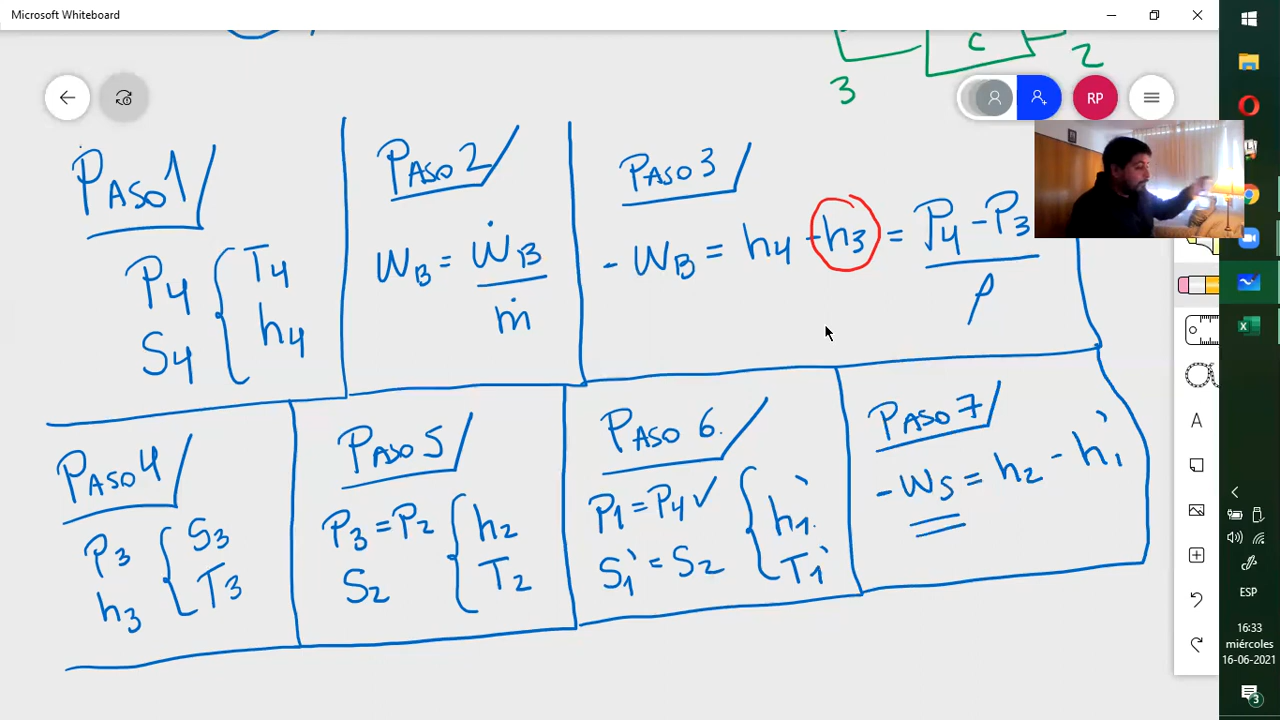 Microsoft Whiteboard
C
2
3
RP
PASO 1
P4 { T4
S4 { h4
PASO 2
WB = ẆB / ṁ
PASO 3
- WB = h4 - h3 = P4 - P3 / ρ
PASO 4
P3 { S3
h3 { T3
PASO 5
P3 = P2 { h2
S2 { T2
PASO 6.
P1 = P4 ✓ { h1'
S1' = S2 { T1'
PASO 7
- WS = h2 - h1'
A
ESP
16:33
miércoles
16-06-2021
3